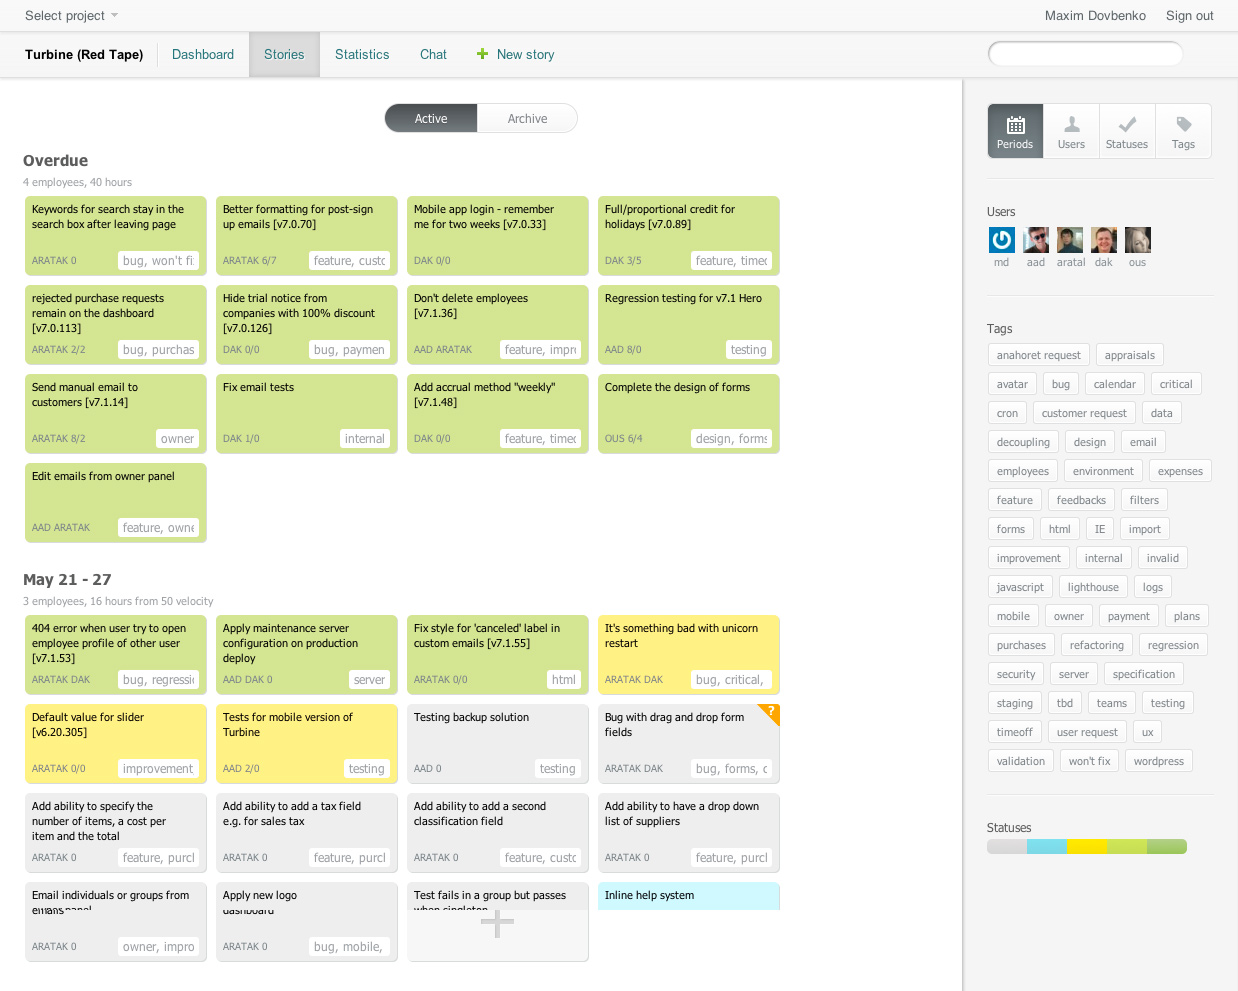 Select project
Maxim Dovbenko Sign out
Turbine (Red Tape) Dashboard Stories Statistics Chat New story
Active Archive
Overdue
4 employees, 40 hours
Keywords for search stay in the
search box after leaving page
ARATAK 0 bug, won't fi
Better formatting for post-sign
up emails [v7.0.70]
ARATAK 6/7 feature, custo
Mobile app login - remember
me for two weeks [v7.0.33]
DAK 0/0
Full/proportional credit for
holidays [v7.0.89]
DAK 3/5 feature, timeo
rejected purchase requests
remain on the dashboard
[v7.0.113]
ARATAK 2/2 bug, purchas
Hide trial notice from
companies with 100% discount
[v7.0.126]
DAK 0/0 bug, paymen
Don't delete employees
[v7.1.36]
AAD ARATAK feature, impr
Regression testing for v7.1 Hero
AAD 8/0 testing
Send manual email to
customers [v7.1.14]
ARATAK 8/2 owner
Fix email tests
DAK 1/0 internal
Add accrual method "weekly"
[v7.1.48]
DAK 0/0 feature, timeo
Complete the design of forms
OUS 6/4 design, forms
Edit emails from owner panel
AAD ARATAK feature, owne
May 21 - 27
3 employees, 16 hours from 50 velocity
404 error when user try to open
employee profile of other user
[v7.1.53]
ARATAK DAK bug, regressi
Apply maintenance server
configuration on production
deploy
AAD DAK 0 server
Fix style for 'canceled' label in
custom emails [v7.1.55]
ARATAK 0/0 html
It's something bad with unicorn
restart
ARATAK DAK bug, critical,
Default value for slider
[v6.20.305]
ARATAK 0/0 improvement
Tests for mobile version of
Turbine
AAD 2/0 testing
Testing backup solution
AAD 0 testing
Bug with drag and drop form
fields
?
ARATAK DAK bug, forms, c
Add ability to specify the
number of items, a cost per
item and the total
ARATAK 0 feature, purcl
Add ability to add a tax field
e.g. for sales tax
ARATAK 0 feature, purcl
Add ability to add a second
classification field
ARATAK 0 feature, custo
Add ability to have a drop down
list of suppliers
ARATAK 0 feature, purcl
Email individuals or groups from
ARATAK 0 owner, impro
Apply new logo
dashboard
ARATAK 0 bug, mobile,
Test fails in a group but passes
when singleton
Inline help system
Periods Users Statuses Tags
Users
md aad aratal dak ous
Tags
anahoret request appraisals
avatar bug calendar critical
cron customer request data
decoupling design email
employees environment expenses
feature feedbacks filters
forms html IE import
improvement internal invalid
javascript lighthouse logs
mobile owner payment plans
purchases refactoring regression
security server specification
staging tbd teams testing
timeoff user request ux
validation won't fix wordpress
Statuses